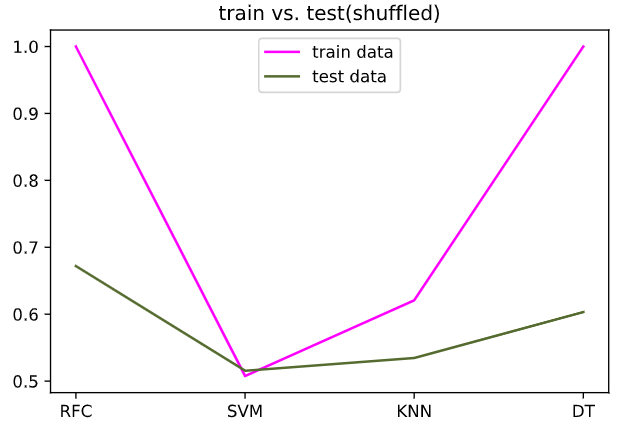 train vs. test(shuffled)
train data
test data
1.0
0.9
0.8
0.7
0.6
0.5
RFC SVM KNN DT